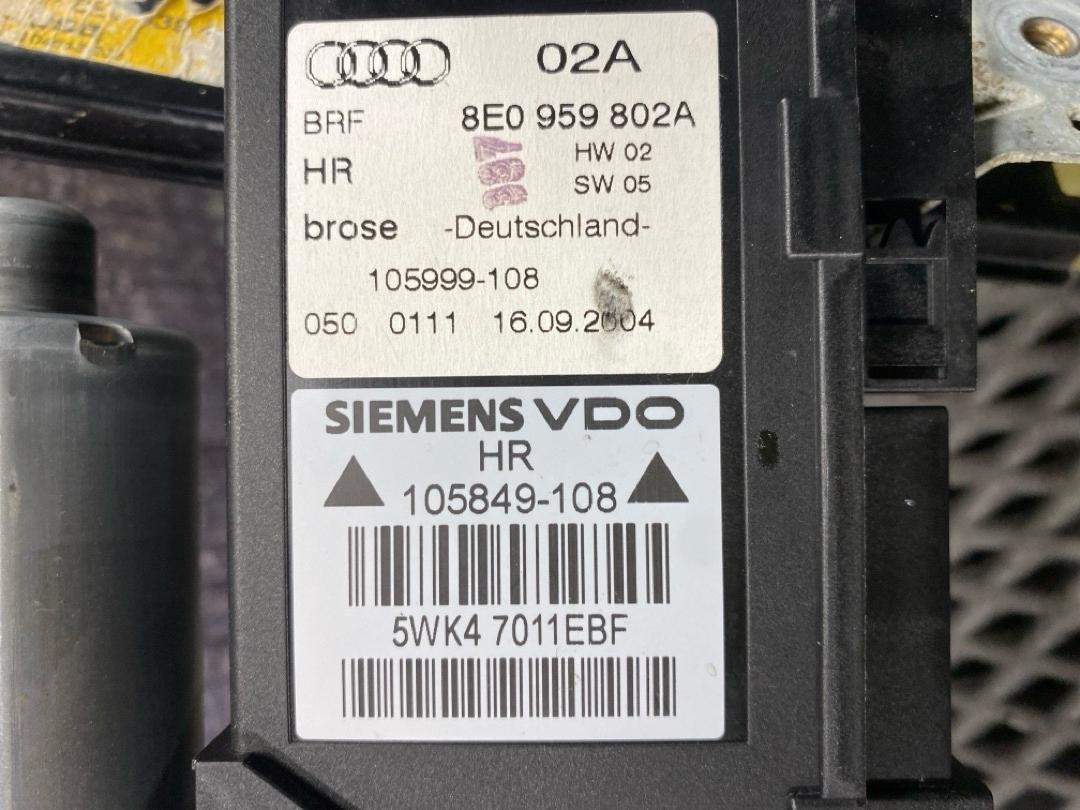 02A
BRF 8E0 959 802A
HR HW 02
SW 05
brose -Deutschland-
105999-108
050 0111 16.09.2004
SIEMENS VDO
HR
105849-108
5WK4 7011EBF